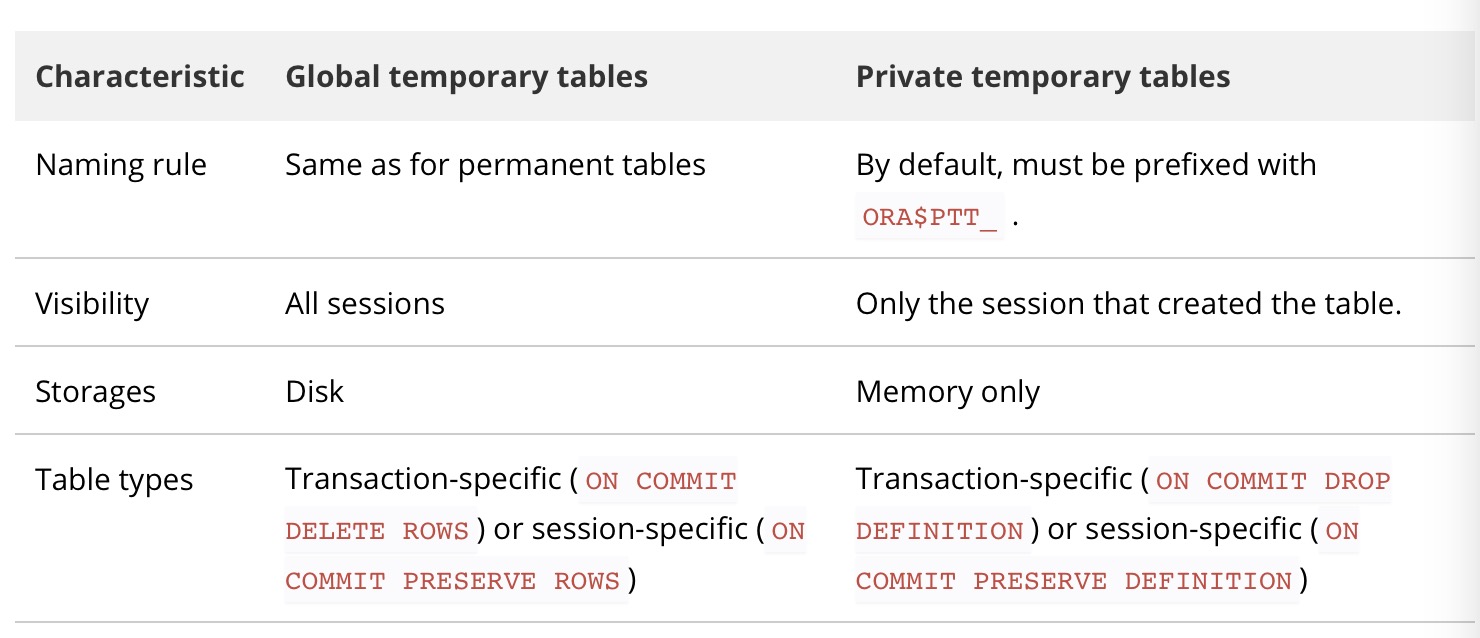 Characteristic Global temporary tables Private temporary tables
Naming rule Same as for permanent tables By default, must be prefixed with
ORA$PTT_ .
Visibility All sessions Only the session that created the table.
Storages Disk Memory only
Table types Transaction-specific ( ON COMMIT Transaction-specific ( ON COMMIT DROP
DELETE ROWS ) or session-specific ( ON DEFINITION ) or session-specific ( ON
COMMIT PRESERVE ROWS ) COMMIT PRESERVE DEFINITION )